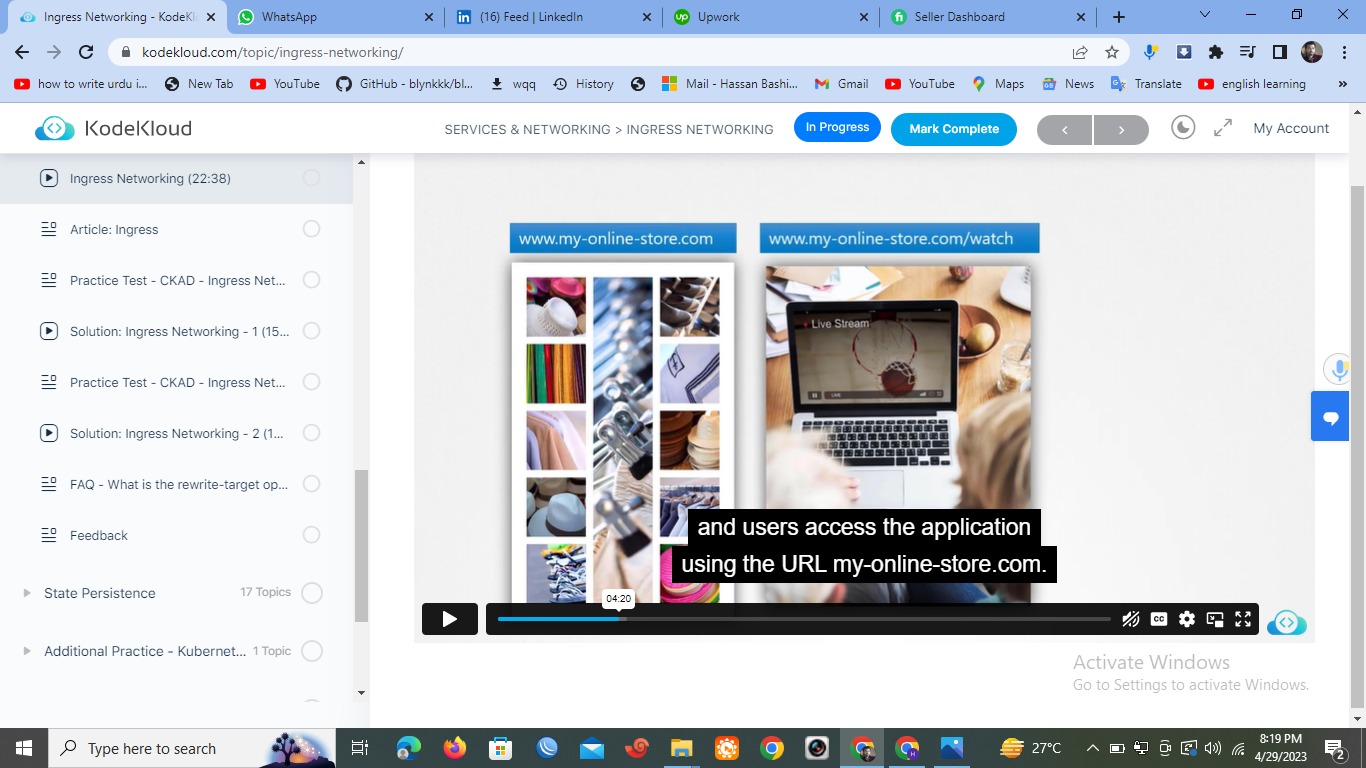 Ingress Networking - KodeKl
WhatsApp
(16) Feed | LinkedIn
Upwork
Seller Dashboard
kodekloud.com/topic/ingress-networking/
how to write urdu i...
New Tab
YouTube
GitHub - blynkkk/bl...
wqq
History
Mail - Hassan Bashi...
Gmail
YouTube
Maps
News
Translate
english learning
»
KodeKloud
SERVICES & NETWORKING > INGRESS NETWORKING
In Progress
Mark Complete
My Account
Ingress Networking (22:38)
Article: Ingress
Practice Test - CKAD - Ingress Net...
Solution: Ingress Networking - 1 (15...
Practice Test - CKAD - Ingress Net...
Solution: Ingress Networking - 2 (1...
FAQ - What is the rewrite-target op...
Feedback
State Persistence
17 Topics
Additional Practice - Kubernet...
1 Topic
www.my-online-store.com
www.my-online-store.com/watch
Live Stream
LIVE
and users access the application
using the URL my-online-store.com.
04:20
CC
Activate Windows
Go to Settings to activate Windows.
Type here to search
27°C
8:19 PM
4/29/2023
2